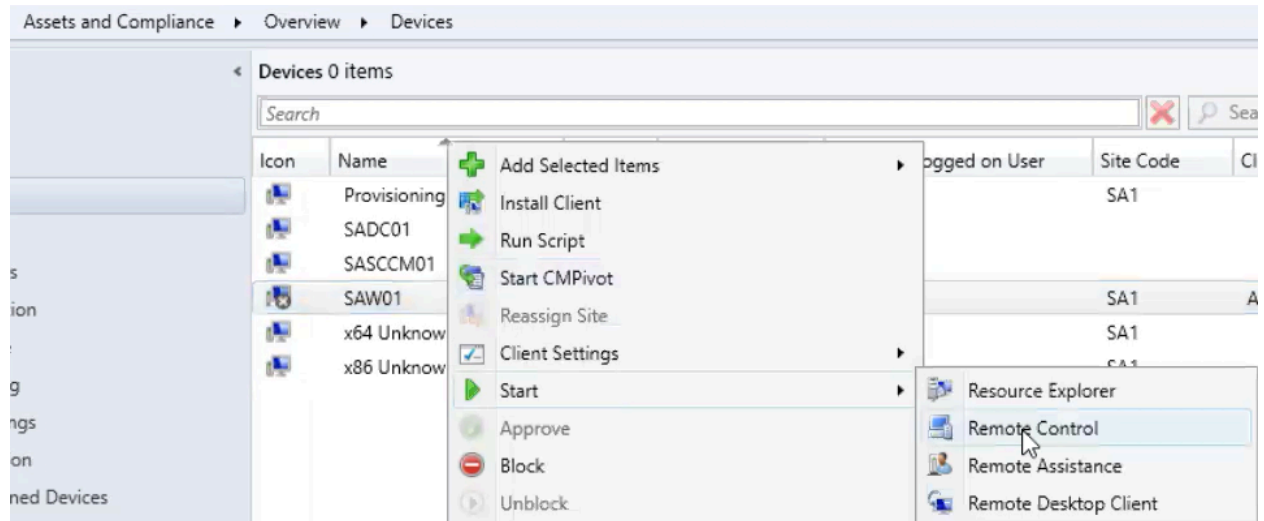 Assets and Compliance ▸ Overview ▸ Devices
Devices 0 items
Search
Sea
Icon Name ogged on User Site Code Cl
Provisioning SA1
SADC01
SASCCM01
SAW01 SA1 A
x64 Unknow SA1
x86 Unknow SA1
s
ion
g
ngs
on
ned Devices
Add Selected Items
Install Client
Run Script
Start CMPivot
Reassign Site
Client Settings
Start
Approve
Block
Unblock
Resource Explorer
Remote Control
Remote Assistance
Remote Desktop Client